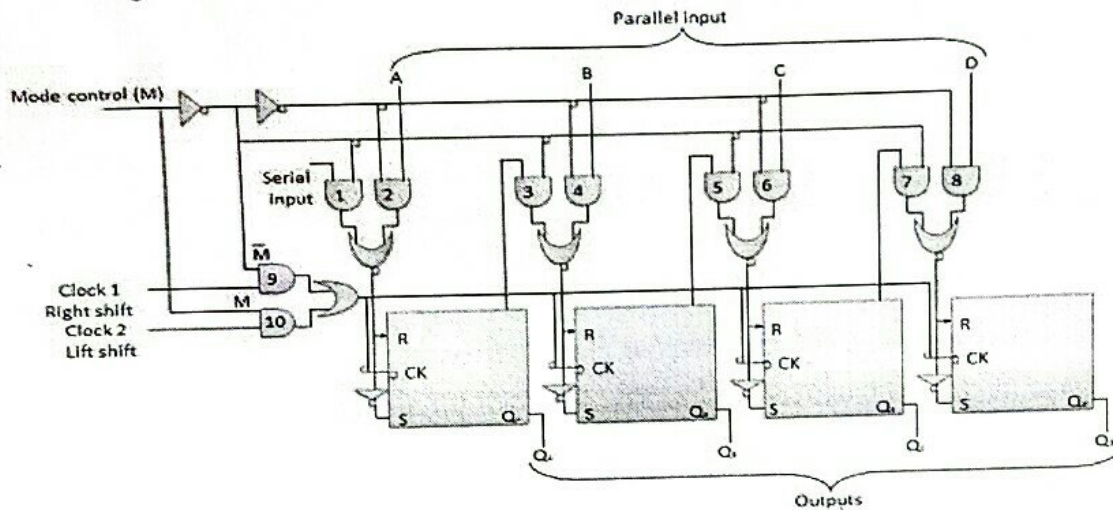 Parallel input
A B C D
Mode control (M)
Serial
input
1 2 3 4 5 6 7 8
M̅
9
Clock 1
Right shift
M
10
Clock 2
Lift shift
R R R R
CK CK CK CK
S S S S
Outputs